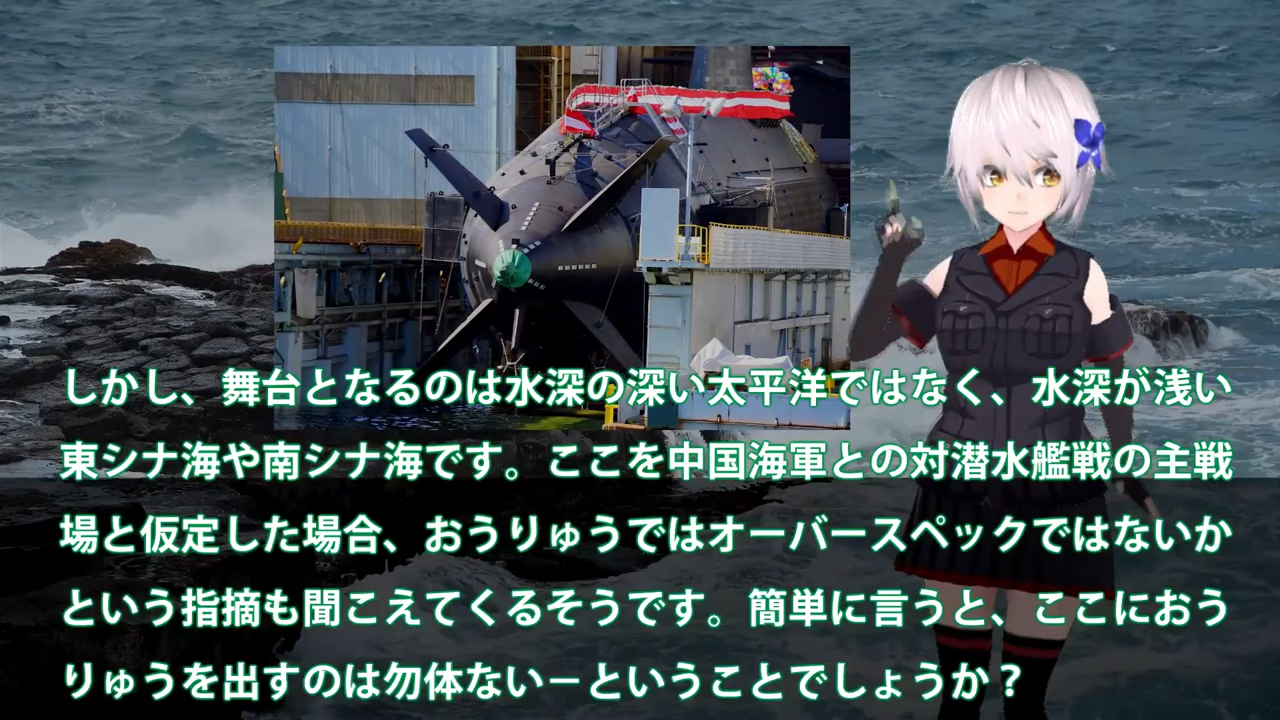 しかし、舞台となるのは水深の深い太平洋ではなく、水深が浅い
東シナ海や南シナ海です。ここを中国海軍との対潜水艦戦の主戦
場と仮定した場合、おうりゅうではオーバースペックではないか
という指摘も聞こえてくるそうです。簡単に言うと、ここにおう
りゅうを出すのは勿体ない－ということでしょうか？